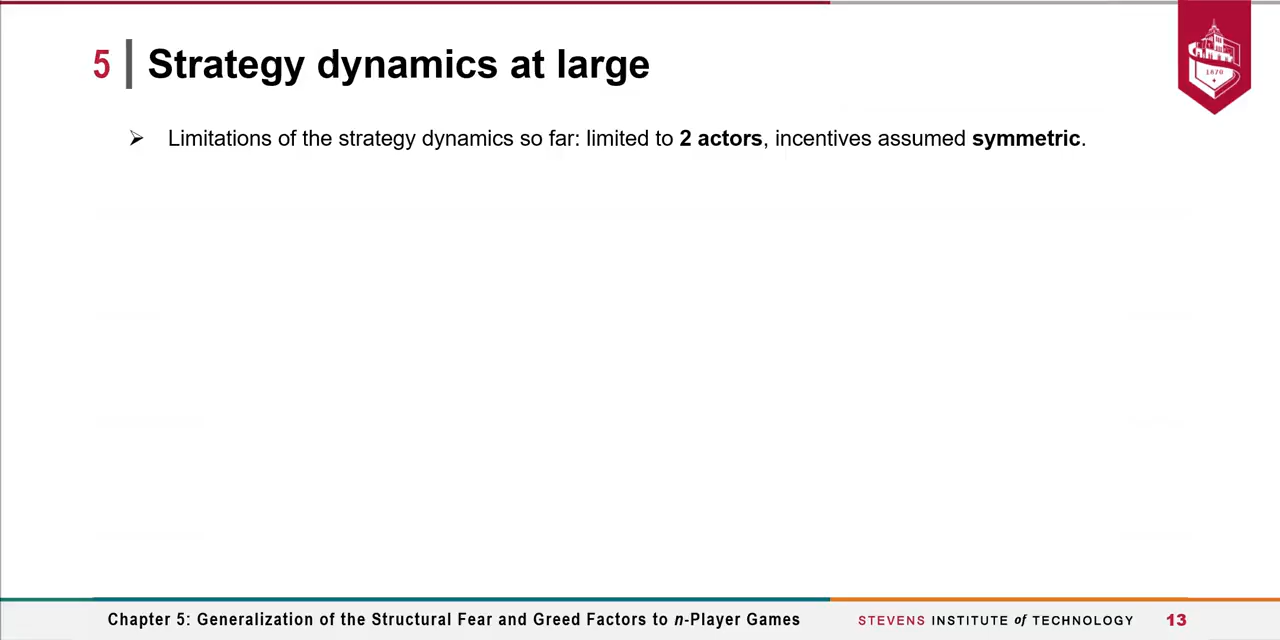 5 Strategy dynamics at large
1870
➢ Limitations of the strategy dynamics so far: limited to 2 actors, incentives assumed symmetric.
Chapter 5: Generalization of the Structural Fear and Greed Factors to n-Player Games STEVENS INSTITUTE of TECHNOLOGY 13